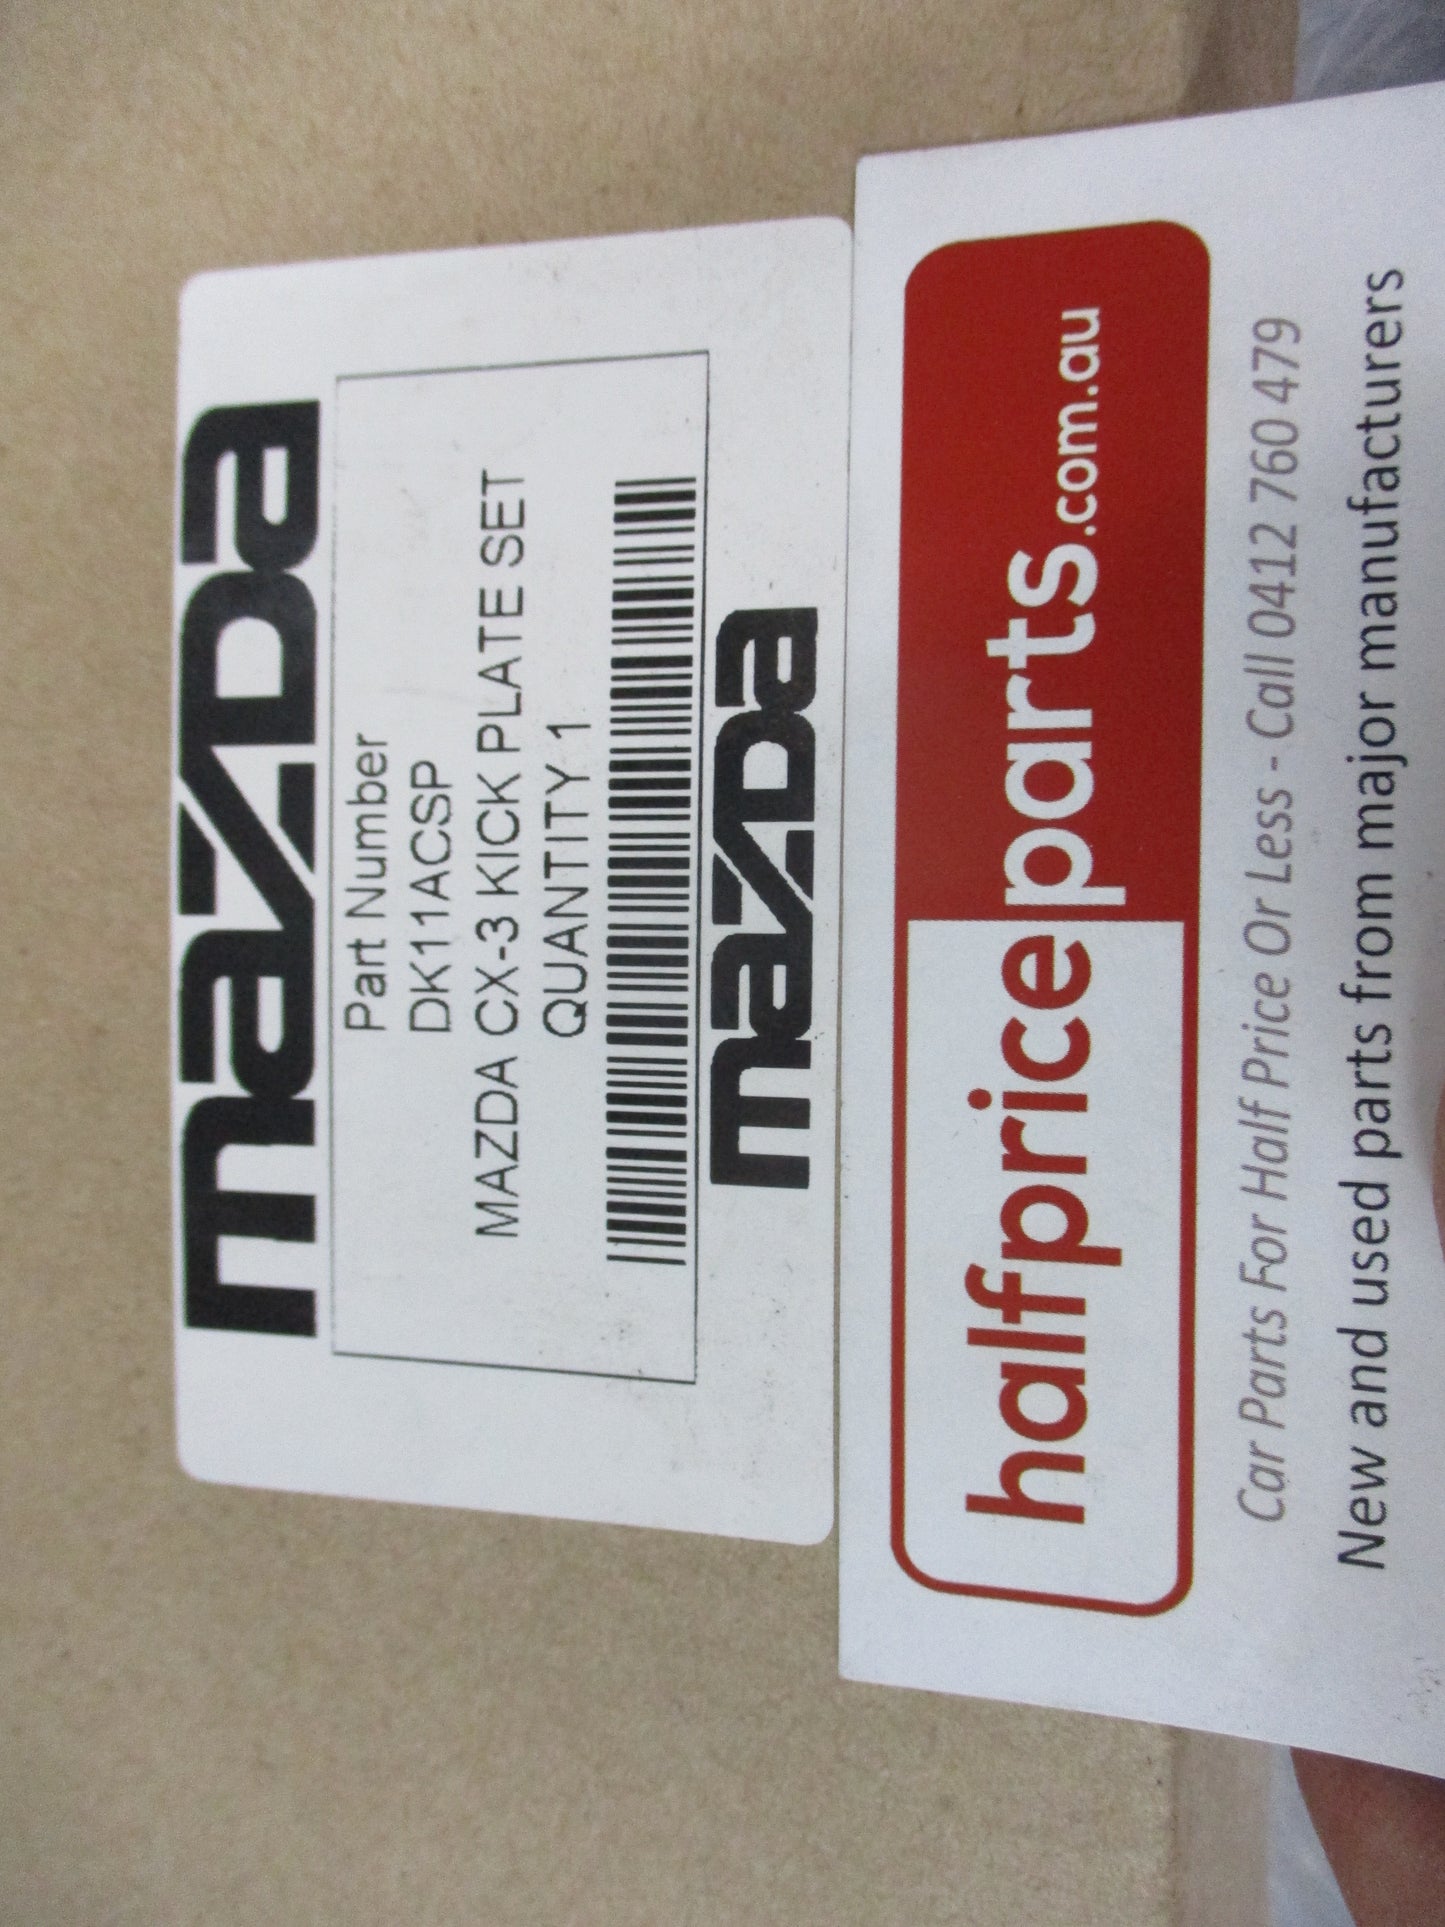 mazda
Part Number
DK11ACSP
MAZDA CX-3 KICK PLATE SET
QUANTITY 1
mazda
halfpriceparts.com.au
Car Parts For Half Price Or Less - Call 0412 760 479
New and used parts from major manufacturers